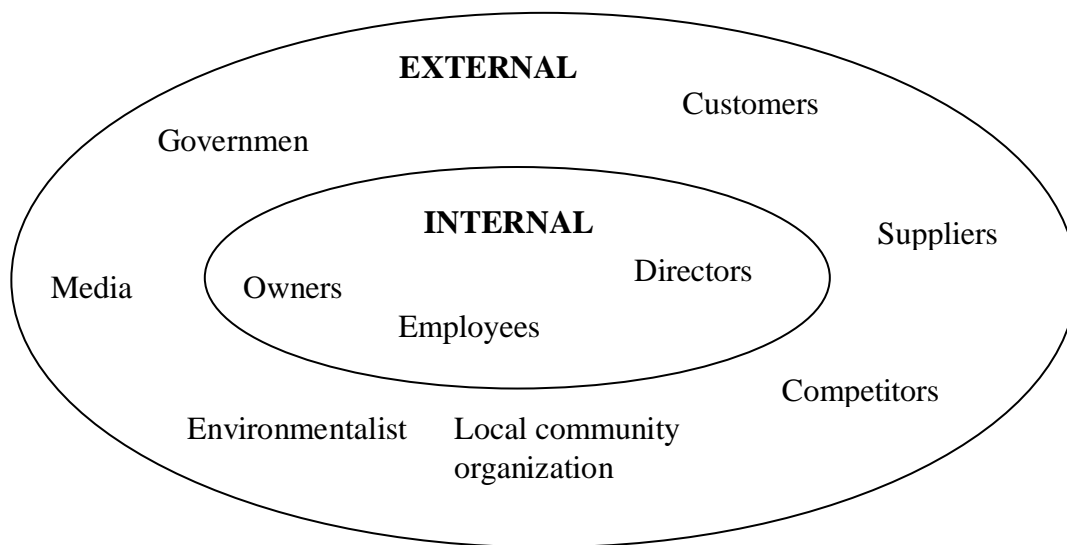 EXTERNAL
Customers
Governmen
INTERNAL
Suppliers
Directors
Media
Owners
Employees
Competitors
Environmentalist
Local community
organization